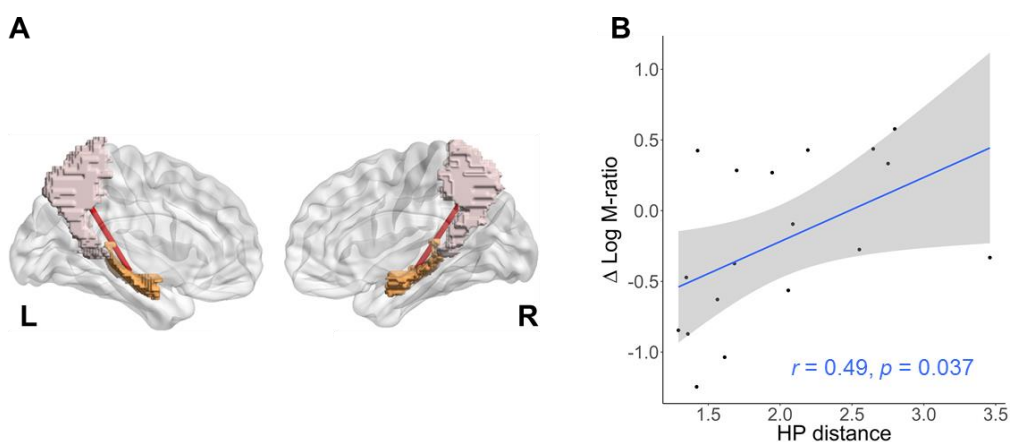 A
L
R
B
Δ Log M-ratio
1.0
0.5
0.0
-0.5
-1.0
r = 0.49, p = 0.037
1.5 2.0 2.5 3.0 3.5
HP distance